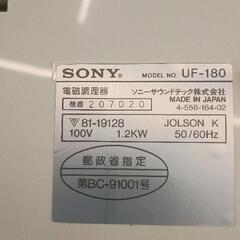 SONY MODEL NO. UF-180
電磁調理器 ソニーサウンドテック株式会社
MADE IN JAPAN
機番 207020 4-556-164-02
81-19128 JOLSON K
100V 1.2KW 50/60Hz
郵政省指定
第BC-91001号